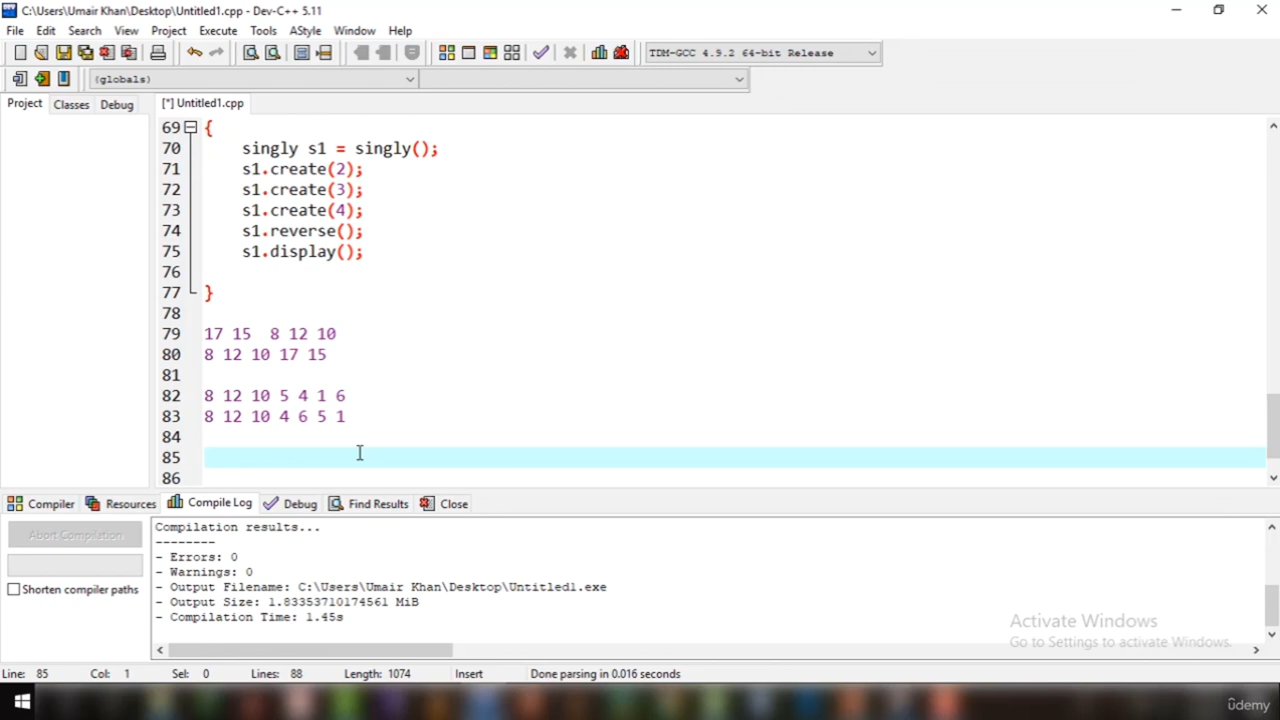 C:\Users\Umair Khan\Desktop\Untitled1.cpp - Dev-C++ 5.11
File Edit Search View Project Execute Tools AStyle Window Help
TDM-GCC 4.9.2 64-bit Release
(globals)
Project Classes Debug [*] Untitled1.cpp
69 {
70 singly s1 = singly();
71 s1.create(2);
72 s1.create(3);
73 s1.create(4);
74 s1.reverse();
75 s1.display();
76
77 }
78
79 17 15 8 12 10
80 8 12 10 17 15
81
82 8 12 10 5 4 1 6
83 8 12 10 4 6 5 1
84
85
86
Compiler Resources Compile Log Debug Find Results Close
Abort Compilation
Shorten compiler paths
Compilation results...
--------
- Errors: 0
- Warnings: 0
- Output Filename: C:\Users\Umair Khan\Desktop\Untitled1.exe
- Output Size: 1.83353710174561 MiB
- Compilation Time: 1.45s
Activate Windows
Go to Settings to activate Windows.
Line: 85 Col: 1 Sel: 0 Lines: 88 Length: 1074 Insert Done parsing in 0.016 seconds
ûdemy